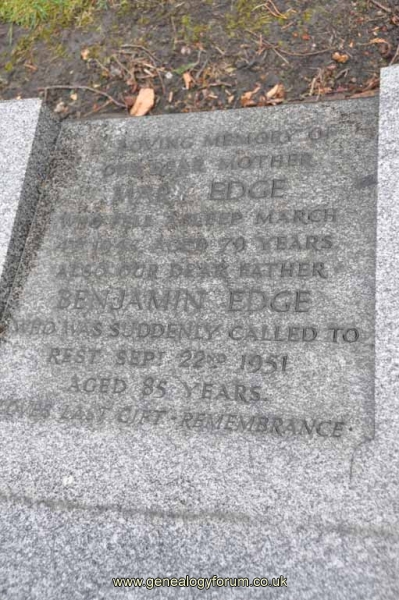 LOVING MEMORY OF
OUR DEAR MOTHER
MARY EDGE
WHO FELL ASLEEP MARCH
AGED 79 YEARS
ALSO OUR DEAR FATHER
BENJAMIN EDGE
WHO WAS SUDDENLY CALLED TO
REST SEPT 22ND 1951
AGED 85 YEARS.
LOVES LAST GIFT · REMEMBRANCE ·
www.genealogyforum.co.uk